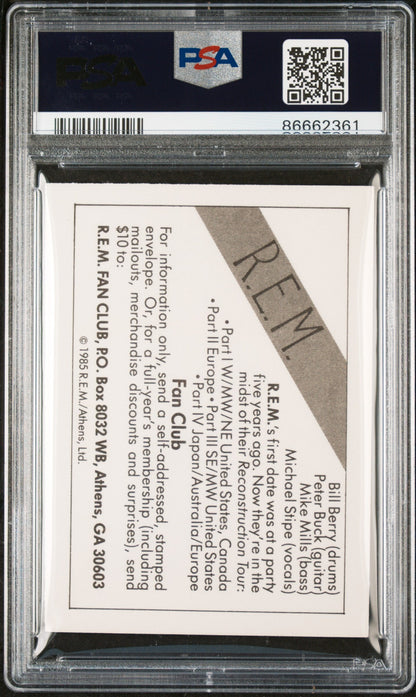 PSA
PSA
86662361
R.E.M.
Bill Berry (drums)
Peter Buck (guitar)
Mike Mills (bass)
Michael Stipe (vocals)
R.E.M.'s first date was at a party
five years ago. Now they're in the
midst of their Reconstruction Tour:
• Part I W/MW/NE United States, Canada
• Part II Europe • Part III SE/MW United States
• Part IV Japan/Australia/Europe
Fan Club
For information only, send a self-addressed, stamped
envelope. Or, for a full-year's membership (including
mailouts, merchandise discounts and surprises), send
$10 to:
R.E.M. FAN CLUB, P.O. Box 8032 WB, Athens, GA 30603
© 1985 R.E.M./Athens, Ltd.
PSA